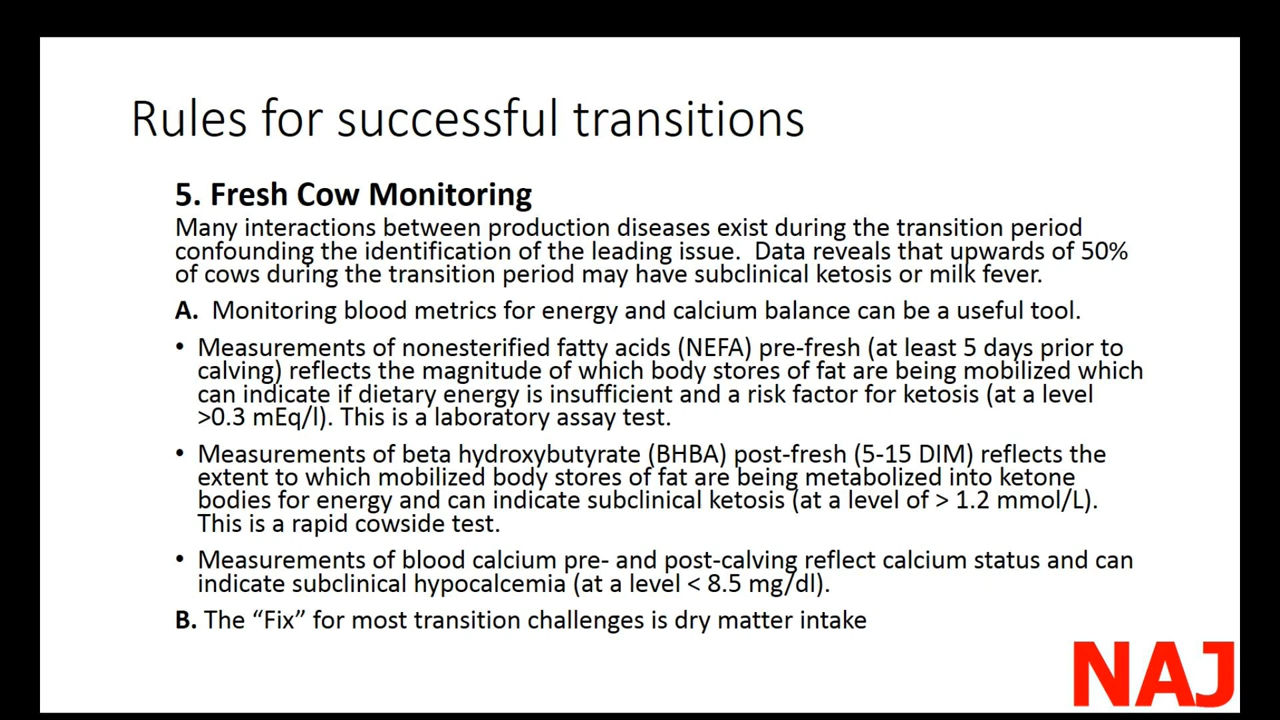 Rules for successful transitions
5. Fresh Cow Monitoring
Many interactions between production diseases exist during the transition period
confounding the identification of the leading issue.  Data reveals that upwards of 50%
of cows during the transition period may have subclinical ketosis or milk fever.
A.  Monitoring blood metrics for energy and calcium balance can be a useful tool.
• Measurements of nonesterified fatty acids (NEFA) pre-fresh (at least 5 days prior to
calving) reflects the magnitude of which body stores of fat are being mobilized which
can indicate if dietary energy is insufficient and a risk factor for ketosis (at a level
>0.3 mEq/l). This is a laboratory assay test.
• Measurements of beta hydroxybutyrate (BHBA) post-fresh (5-15 DIM) reflects the
extent to which mobilized body stores of fat are being metabolized into ketone
bodies for energy and can indicate subclinical ketosis (at a level of > 1.2 mmol/L).
This is a rapid cowside test.
• Measurements of blood calcium pre- and post-calving reflect calcium status and can
indicate subclinical hypocalcemia (at a level < 8.5 mg/dl).
B. The “Fix” for most transition challenges is dry matter intake
NAJ